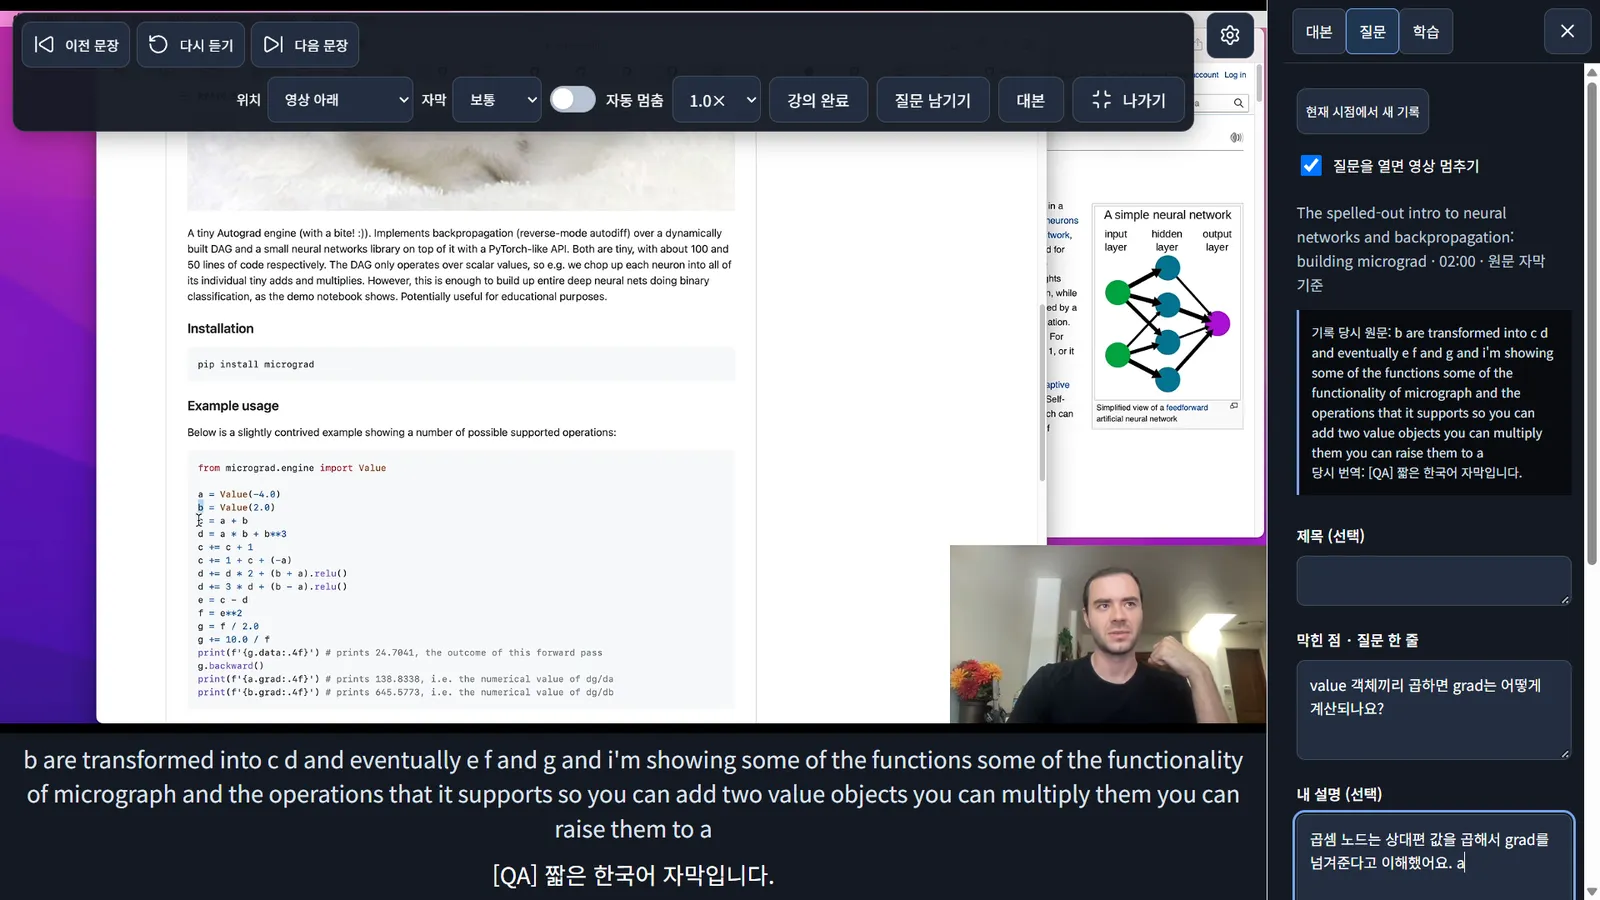 이전 문장
다시 듣기
다음 문장
위치
영상 아래
자막
보통
자동 멈춤
1.0×
강의 완료
질문 남기기
대본
나가기
대본
질문
학습
현재 시점에서 새 기록
질문을 열면 영상 멈추기
The spelled-out intro to neural
networks and backpropagation:
building micrograd · 02:00 · 원문 자막
기준
기록 당시 원문: b are transformed into c d
and eventually e f and g and i'm showing
some of the functions some of the
functionality of micrograph and the
operations that it supports so you can
add two value objects you can multiply
them you can raise them to a
당시 번역: [QA] 짧은 한국어 자막입니다.
제목 (선택)
막힌 점 · 질문 한 줄
value 객체끼리 곱하면 grad는 어떻게
계산되나요?
내 설명 (선택)
곱셈 노드는 상대편 값을 곱해서 grad를
넘겨준다고 이해했어요. a
A tiny Autograd engine (with a bite! :)). Implements backpropagation (reverse-mode autodiff) over a dynamically
built DAG and a small neural networks library on top of it with a PyTorch-like API. Both are tiny, with about 100 and
50 lines of code respectively. The DAG only operates over scalar values, so e.g. we chop up each neuron into all of
its individual tiny adds and multiplies. However, this is enough to build up entire deep neural nets doing binary
classification, as the demo notebook shows. Potentially useful for educational purposes.
Installation
pip install micrograd
Example usage
Below is a slightly contrived example showing a number of possible supported operations:
from micrograd.engine import Value
a = Value(-4.0)
b = Value(2.0)
c = a + b
d = a * b + b**3
c += c + 1
c += 1 + c + (-a)
d += d * 2 + (b + a).relu()
d += 3 * d + (b - a).relu()
e = c - d
f = e**2
g = f / 2.0
g += 10.0 / f
print(f'{g.data:.4f}') # prints 24.7041, the outcome of this forward pass
g.backward()
print(f'{a.grad:.4f}') # prints 138.8338, i.e. the numerical value of dg/da
print(f'{b.grad:.4f}') # prints 645.5773, i.e. the numerical value of dg/db
account Log in
in a
neurons
twork,
d for
ghts
n, while
ed by a
ation.
For
1, or it
aptive
Self-
ch can
f
A simple neural network
input layer
hidden layer
output layer
Simplified view of a feedforward
artificial neural network
b are transformed into c d and eventually e f and g and i'm showing some of the functions some of the functionality
of micrograph and the operations that it supports so you can add two value objects you can multiply them you can
raise them to a
[QA] 짧은 한국어 자막입니다.